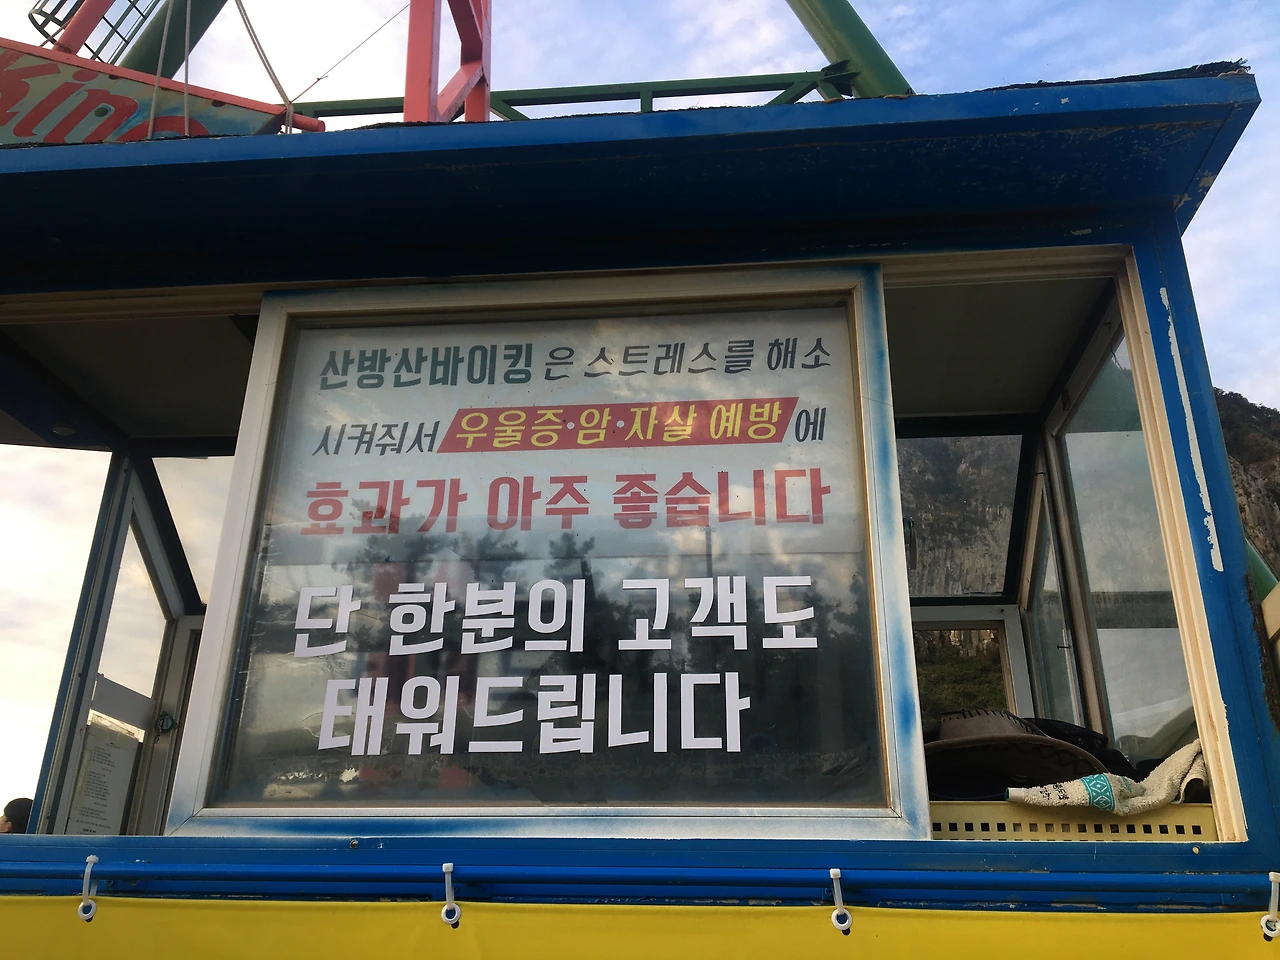 King
산방산바이킹은 스트레스를 해소
시켜줘서 우울증·암·자살 예방에
효과가 아주 좋습니다
단 한분의 고객도
태워드립니다